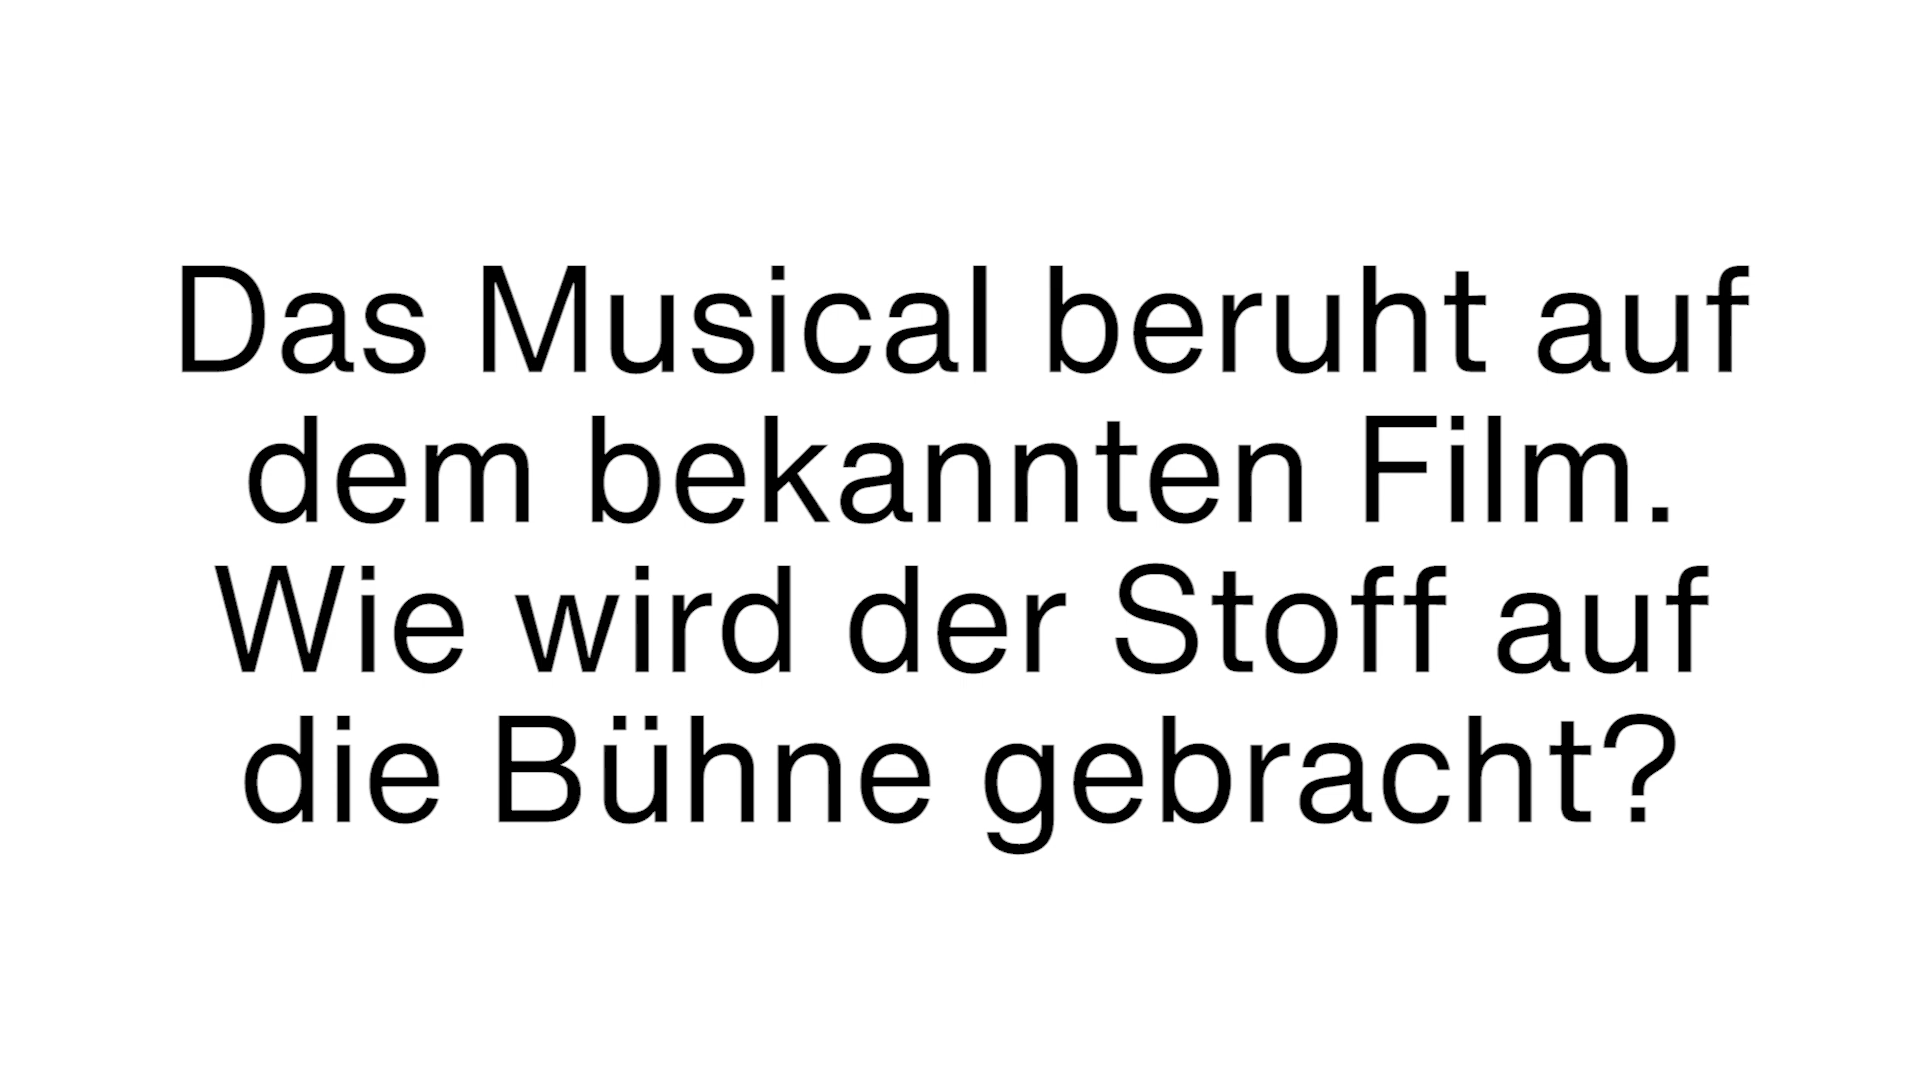 Das Musical beruht auf
dem bekannten Film.
Wie wird der Stoff auf
die Bühne gebracht?